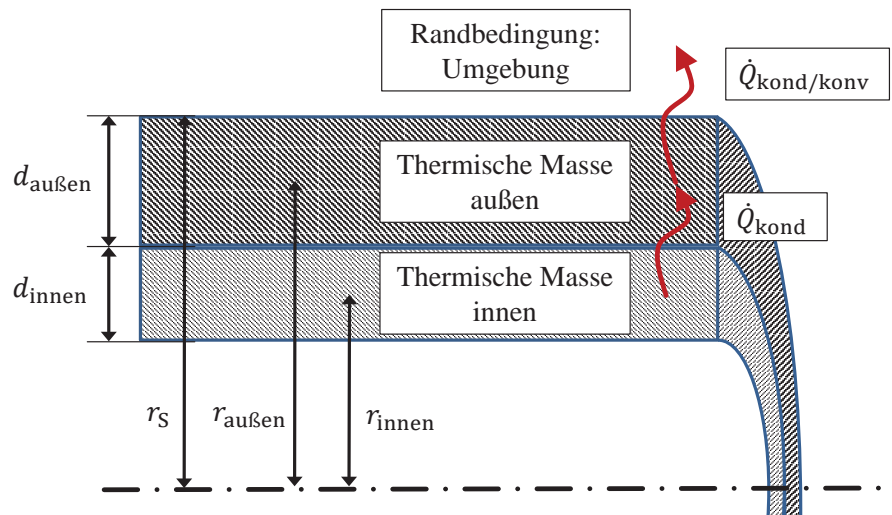 Randbedingung:
Umgebung
Q̇kond/konv
Thermische Masse
außen
daußen
Q̇kond
Thermische Masse
innen
dinnen
rS
raußen
rinnen